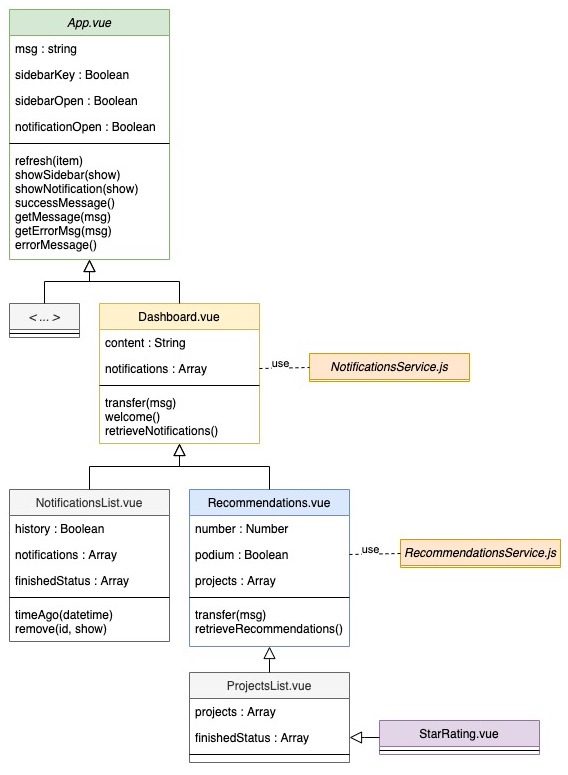 App.vue
msg : string
sidebarKey : Boolean
sidebarOpen : Boolean
notificationOpen : Boolean
refresh(item)
showSidebar(show)
showNotification(show)
successMessage()
getMessage(msg)
getErrorMsg(msg)
errorMessage()
< ... >
Dashboard.vue
content : String
notifications : Array
transfer(msg)
welcome()
retrieveNotifications()
use
NotificationsService.js
NotificationsList.vue
history : Boolean
notifications : Array
finishedStatus : Array
timeAgo(datetime)
remove(id, show)
Recommendations.vue
number : Number
podium : Boolean
projects : Array
transfer(msg)
retrieveRecommendations()
use
RecommendationsService.js
ProjectsList.vue
projects : Array
finishedStatus : Array
StarRating.vue